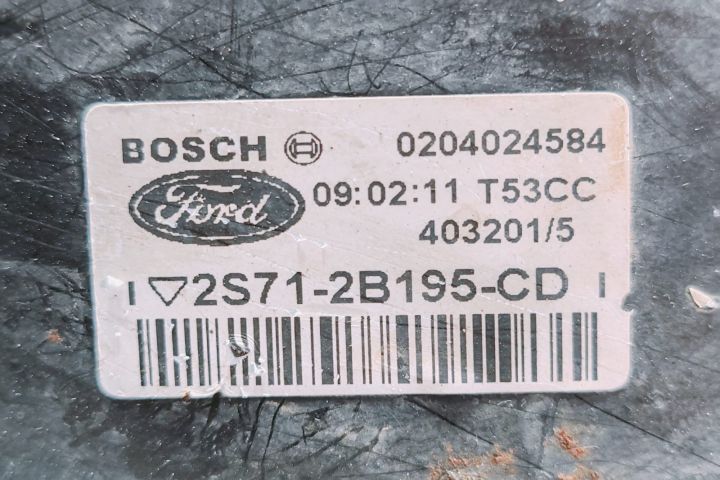 BOSCH 0204024584
Ford 09:02:11 T53CC
403201/5
2S71-2B195-CD